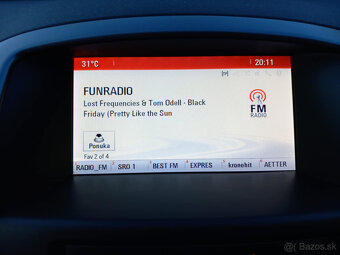 31°C
20:11
FUNRADIO
Lost Frequencies & Tom Odell - Black
Friday (Pretty Like the Sun
FM
RADIO
Ponuka
Fav 2 of 4
RADIO_FM
SRO 1
BEST FM
EXPRES
kronehit
AETTER
Bazos.sk